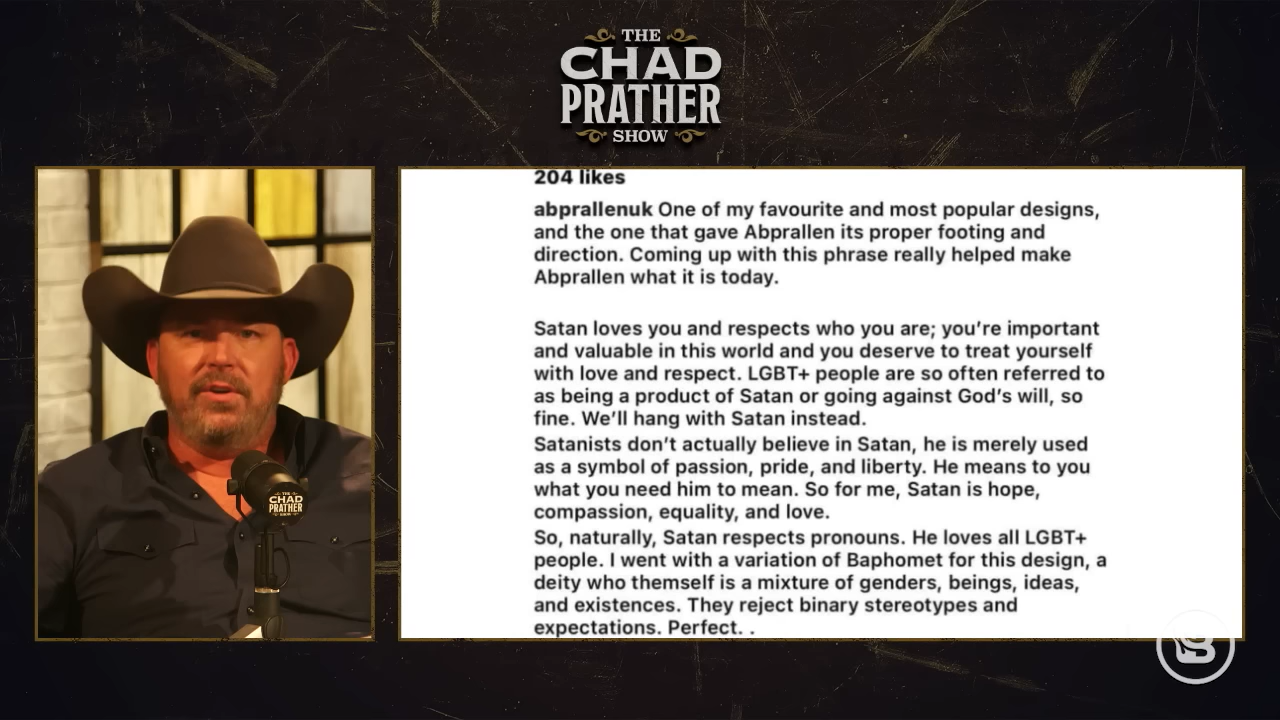 THE
CHAD
PRATHER
SHOW
THE
CHAD
PRATHER
SHOW
204 likes
abprallenuk One of my favourite and most popular designs,
and the one that gave Abprallen its proper footing and
direction. Coming up with this phrase really helped make
Abprallen what it is today.
Satan loves you and respects who you are; you’re important
and valuable in this world and you deserve to treat yourself
with love and respect. LGBT+ people are so often referred to
as being a product of Satan or going against God’s will, so
fine. We’ll hang with Satan instead.
Satanists don’t actually believe in Satan, he is merely used
as a symbol of passion, pride, and liberty. He means to you
what you need him to mean. So for me, Satan is hope,
compassion, equality, and love.
So, naturally, Satan respects pronouns. He loves all LGBT+
people. I went with a variation of Baphomet for this design, a
deity who themself is a mixture of genders, beings, ideas,
and existences. They reject binary stereotypes and
expectations. Perfect. .
B